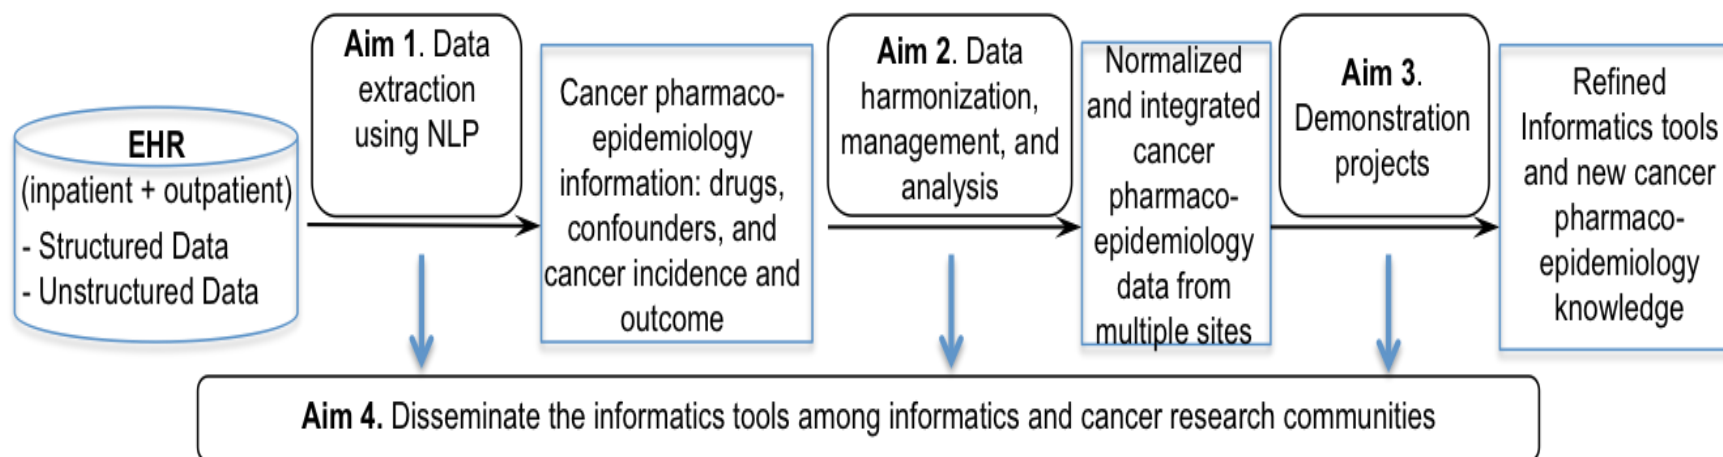 EHR
(inpatient + outpatient)
- Structured Data
- Unstructured Data
Aim 1. Data
extraction
using NLP
Cancer pharmaco-
epidemiology
information: drugs,
confounders, and
cancer incidence and
outcome
Aim 2. Data
harmonization,
management, and
analysis
Normalized
and integrated
cancer
pharmaco-
epidemiology
data from
multiple sites
Aim 3.
Demonstration
projects
Refined
Informatics tools
and new cancer
pharmaco-
epidemiology
knowledge
Aim 4. Disseminate the informatics tools among informatics and cancer research communities